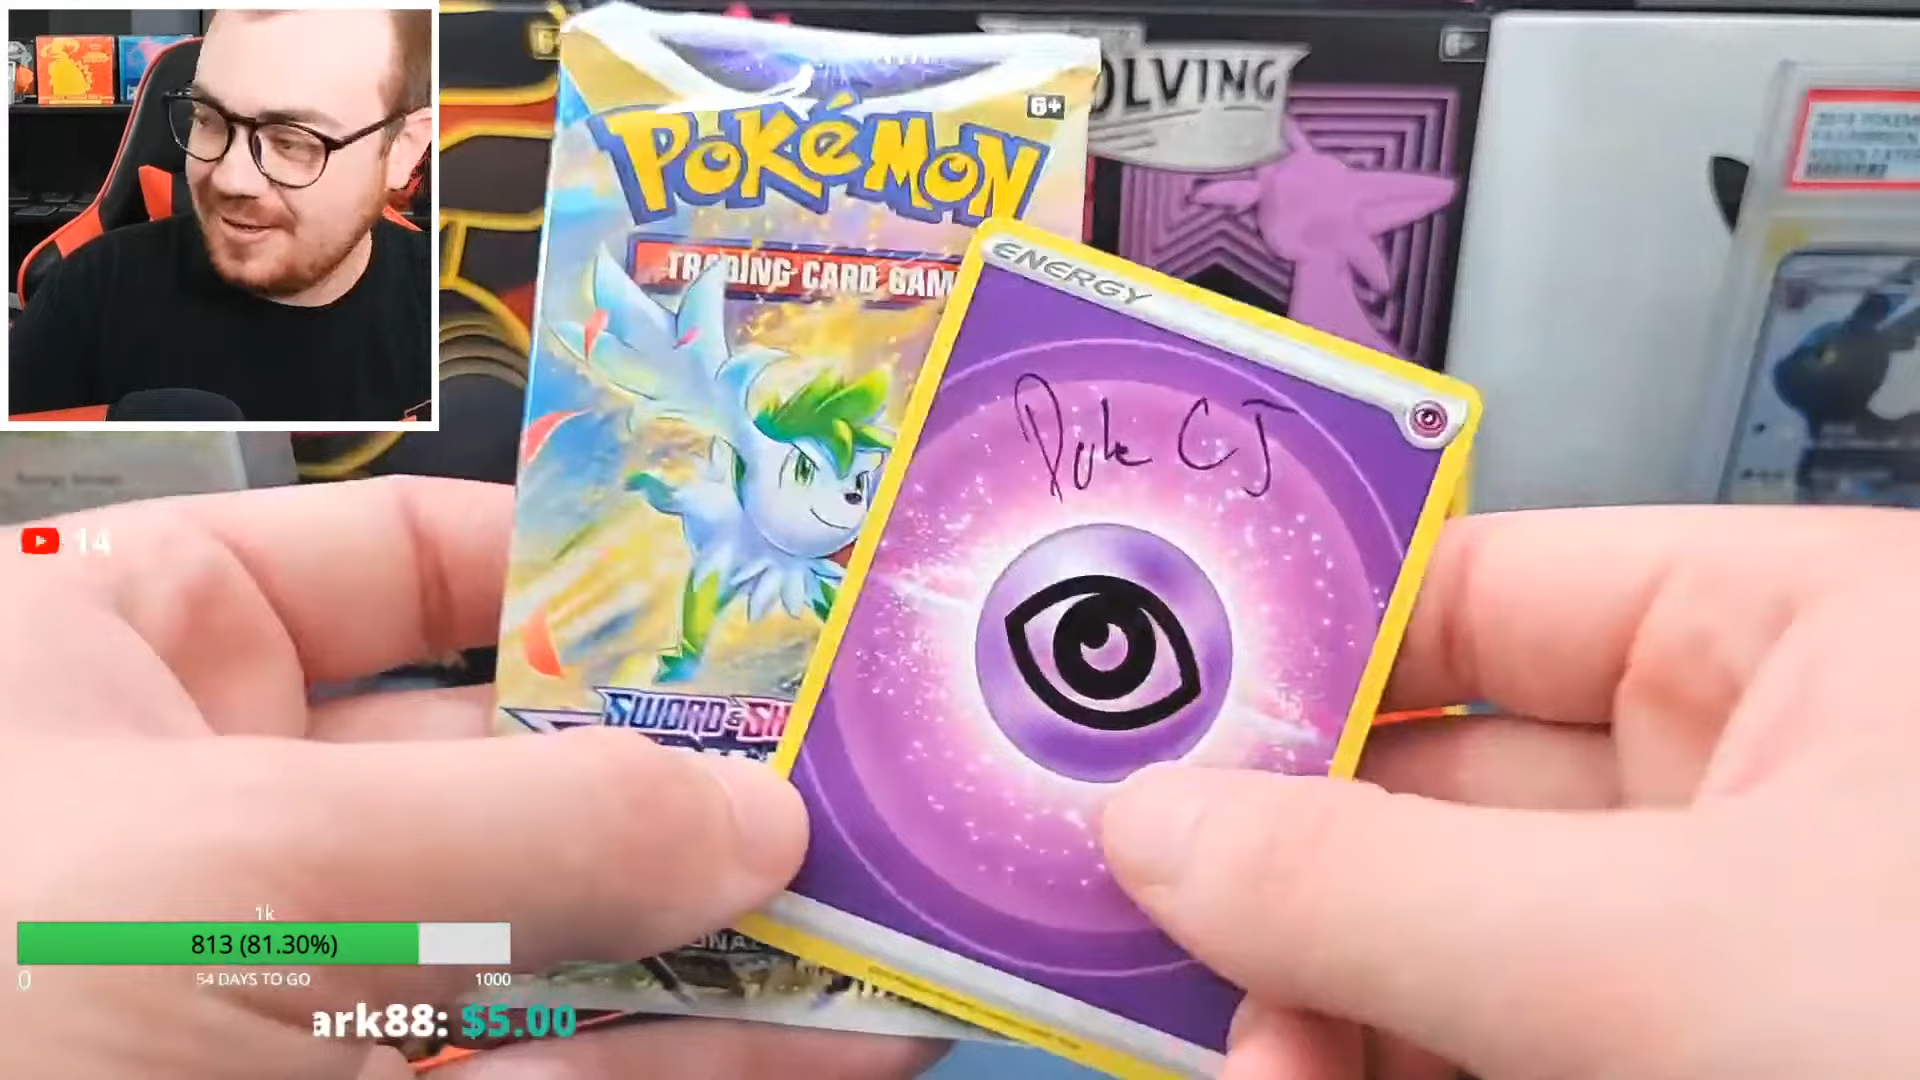 6+
OLVING
6+
POKéMON
TRADING CARD GAM
ENERGY
Poke CJ
SWORD & SH
14
1k
813 (81.30%)
0
54 DAYS TO GO
1000
ark88: $5.00